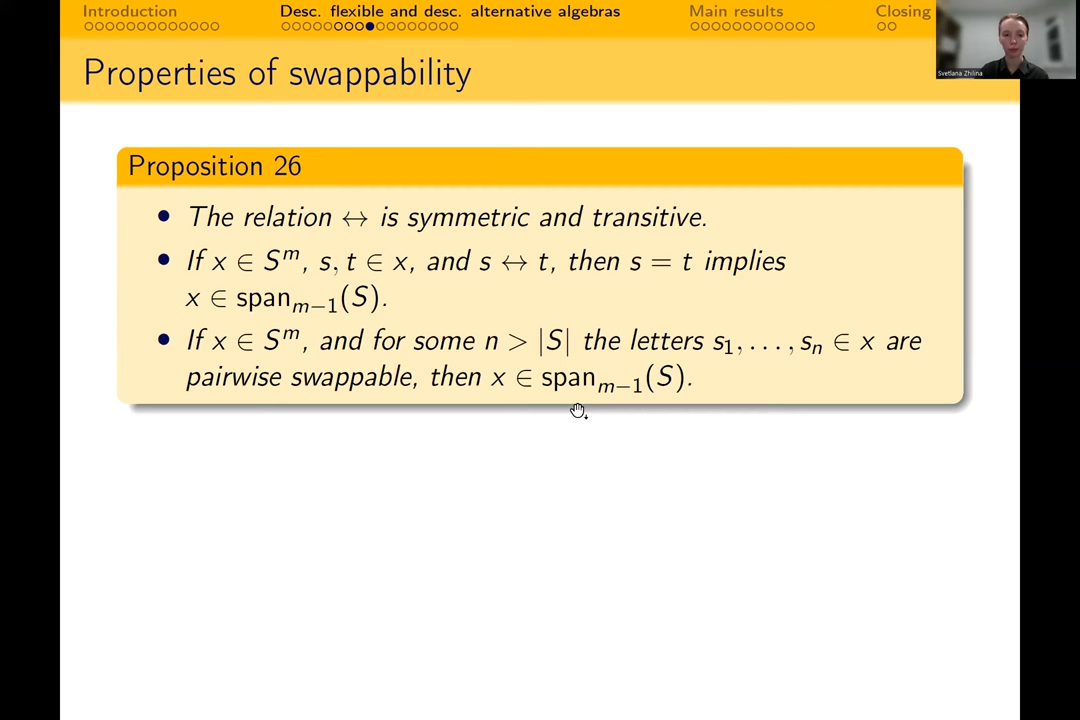 Introduction Desc. flexible and desc. alternative algebras Main results Closing
Properties of swappability
Svetlana Zhilina
Proposition 26
• The relation ↔ is symmetric and transitive.
• If x ∈ S^m, s, t ∈ x, and s ↔ t, then s = t implies
x ∈ span_{m−1}(S).
• If x ∈ S^m, and for some n > |S| the letters s_1, . . . , s_n ∈ x are
pairwise swappable, then x ∈ span_{m−1}(S).